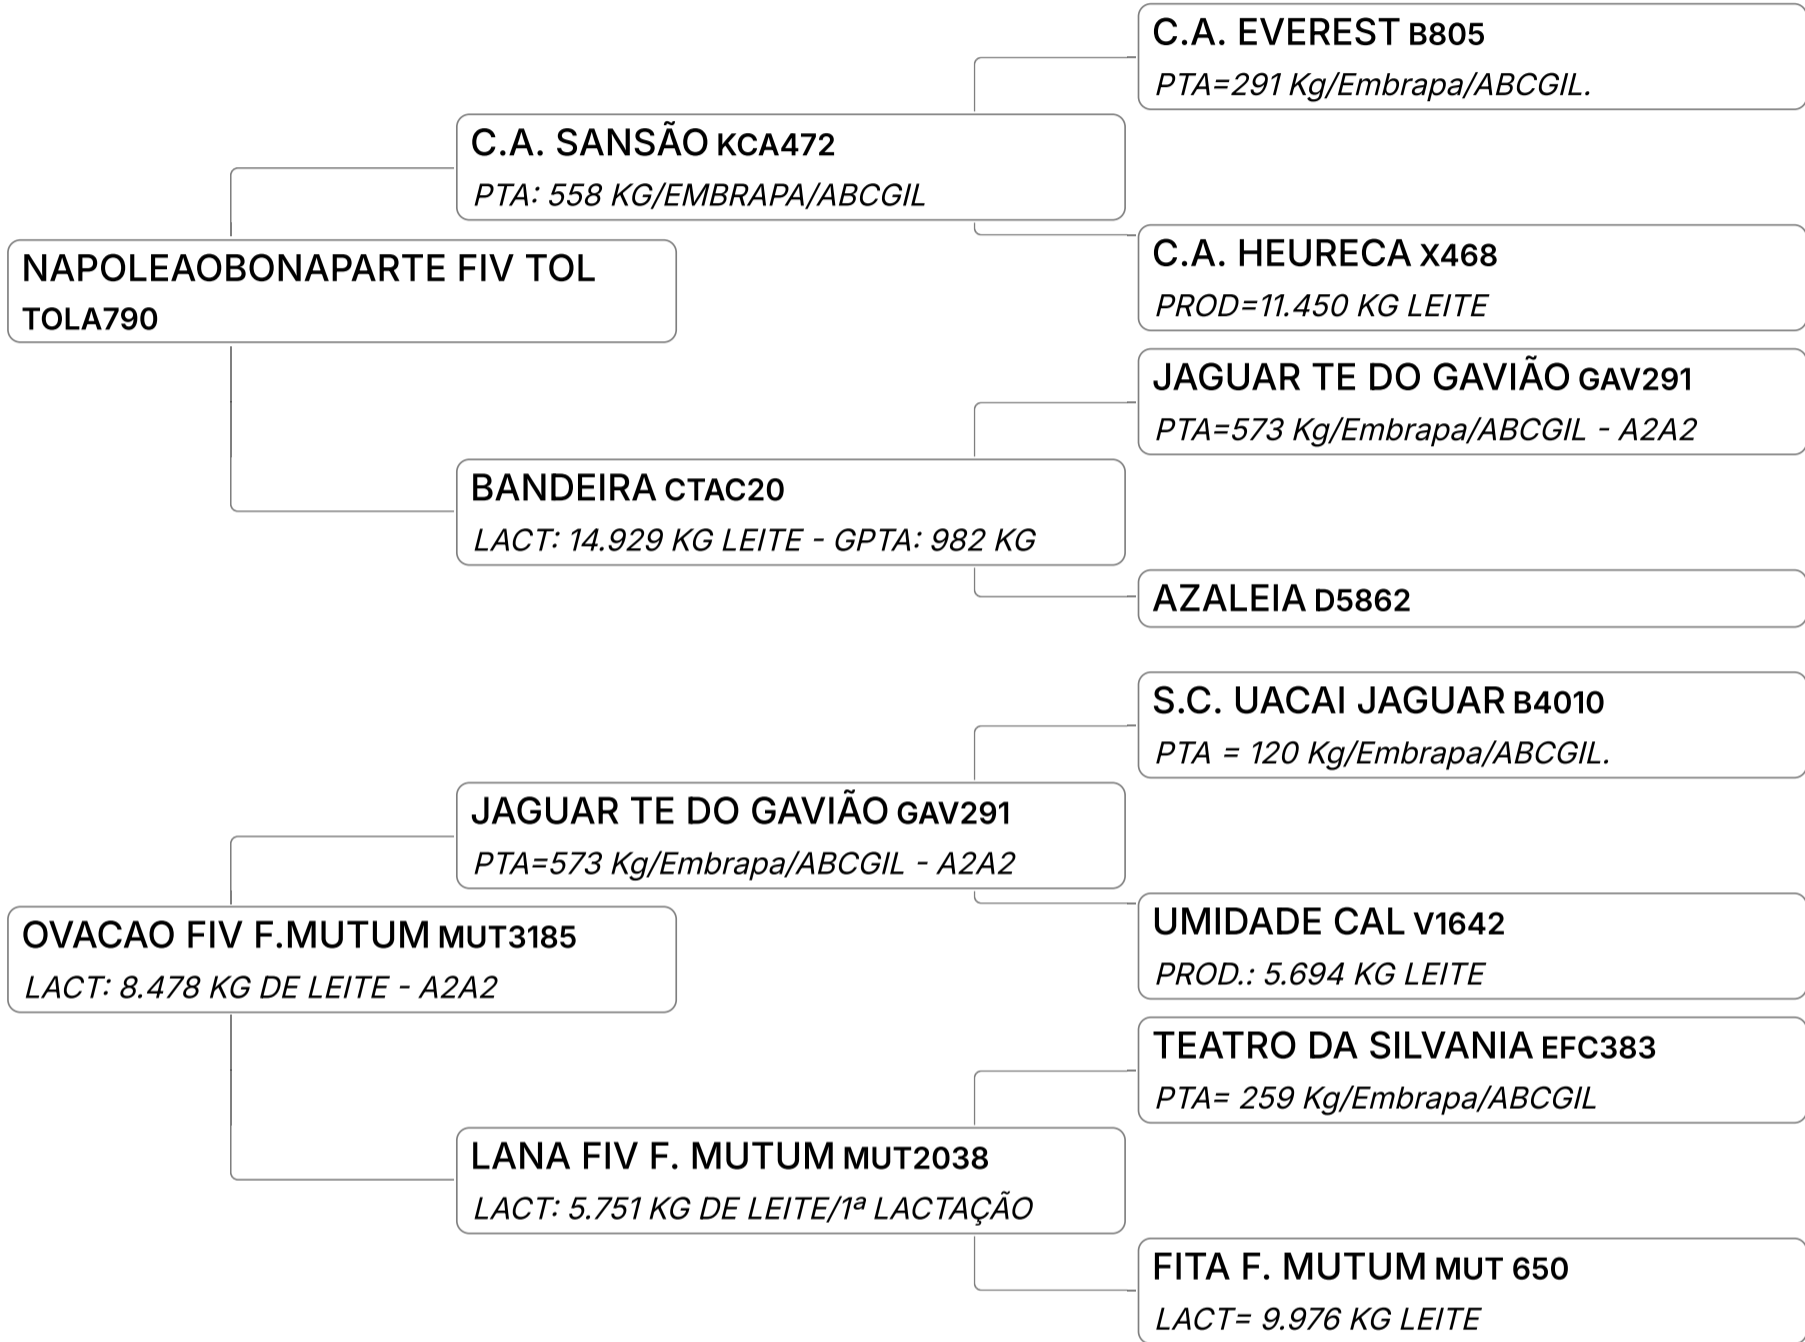 C.A. EVEREST B805
PTA=291 Kg/Embrapa/ABCGIL.
C.A. SANSÃO KCA472
PTA: 558 KG/EMBRAPA/ABCGIL
C.A. HEURECA X468
PROD=11.450 KG LEITE
NAPOLEAOBONAPARTE FIV TOL
TOLA790
JAGUAR TE DO GAVIÃO GAV291
PTA=573 Kg/Embrapa/ABCGIL - A2A2
BANDEIRA CTAC20
LACT: 14.929 KG LEITE - GPTA: 982 KG
AZALEIA D5862
S.C. UACAI JAGUAR B4010
PTA = 120 Kg/Embrapa/ABCGIL.
JAGUAR TE DO GAVIÃO GAV291
PTA=573 Kg/Embrapa/ABCGIL - A2A2
UMIDADE CAL V1642
PROD.: 5.694 KG LEITE
OVACAO FIV F.MUTUM MUT3185
LACT: 8.478 KG DE LEITE - A2A2
TEATRO DA SILVANIA EFC383
PTA= 259 Kg/Embrapa/ABCGIL
LANA FIV F. MUTUM MUT2038
LACT: 5.751 KG DE LEITE/1ª LACTAÇÃO
FITA F. MUTUM MUT 650
LACT= 9.976 KG LEITE